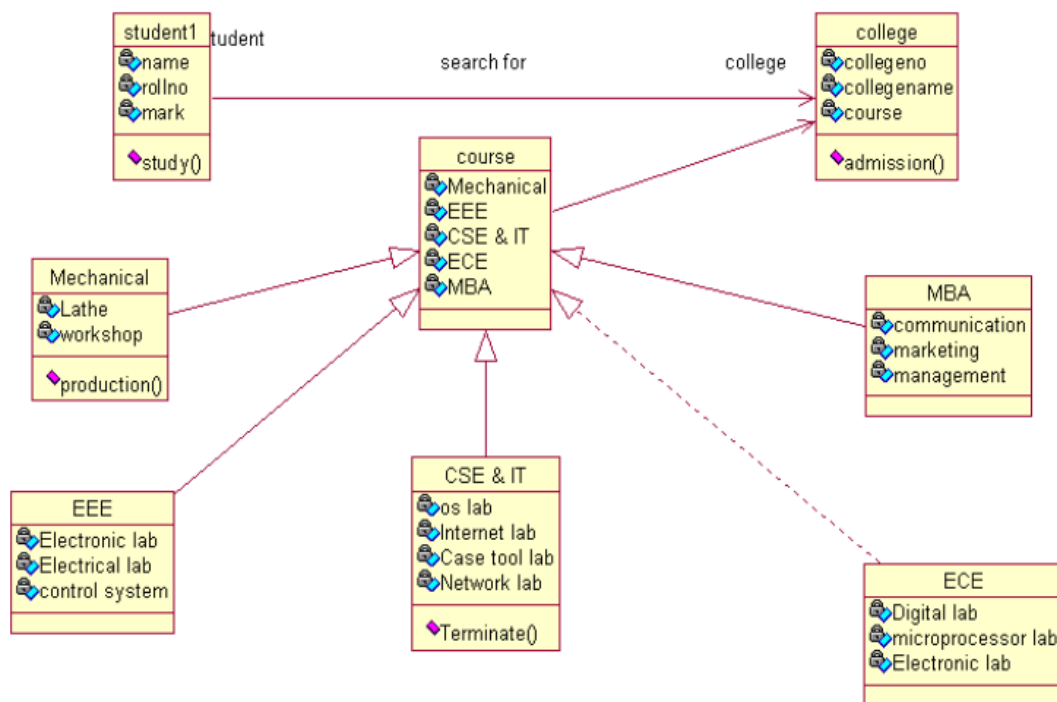 student1
name
rollno
mark
study()
tudent
search for
college
college
collegeno
collegename
course
admission()
course
Mechanical
EEE
CSE & IT
ECE
MBA
Mechanical
Lathe
workshop
production()
MBA
communication
marketing
management
EEE
Electronic lab
Electrical lab
control system
CSE & IT
os lab
Internet lab
Case tool lab
Network lab
Terminate()
ECE
Digital lab
microprocessor lab
Electronic lab